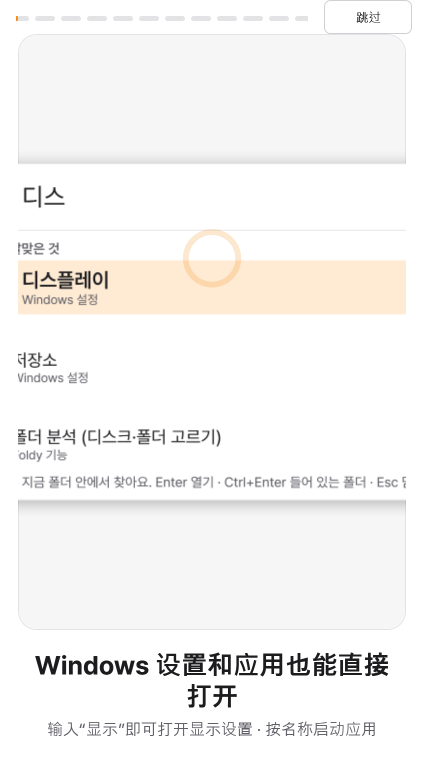 跳过
디스
맞은 것
디스플레이
Windows 설정
저장소
Windows 설정
폴더 분석 (디스크·폴더 고르기)
oldy 기능
지금 폴더 안에서 찾아요. Enter 열기 · Ctrl+Enter 들어 있는 폴더 · Esc
Windows 设置和应用也能直接
打开
输入“显示”即可打开显示设置 · 按名称启动应用